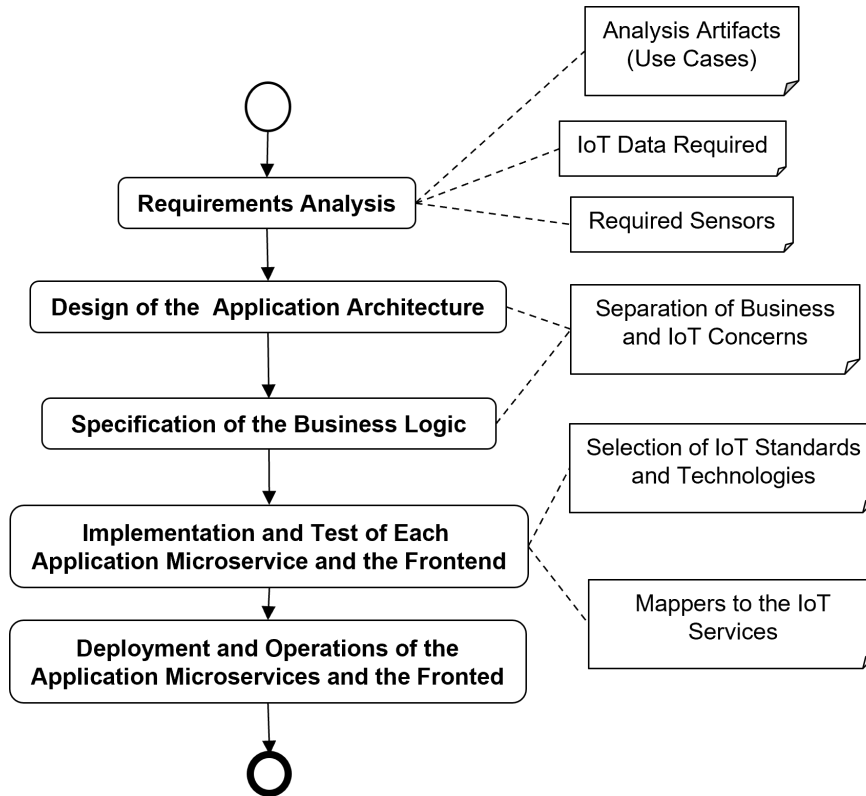 Analysis Artifacts
(Use Cases)
IoT Data Required
Requirements Analysis
Required Sensors
Design of the  Application Architecture
Separation of Business
and IoT Concerns
Specification of the Business Logic
Selection of IoT Standards
and Technologies
Implementation and Test of Each
Application Microservice and the Frontend
Mappers to the IoT
Services
Deployment and Operations of the
Application Microservices and the Fronted